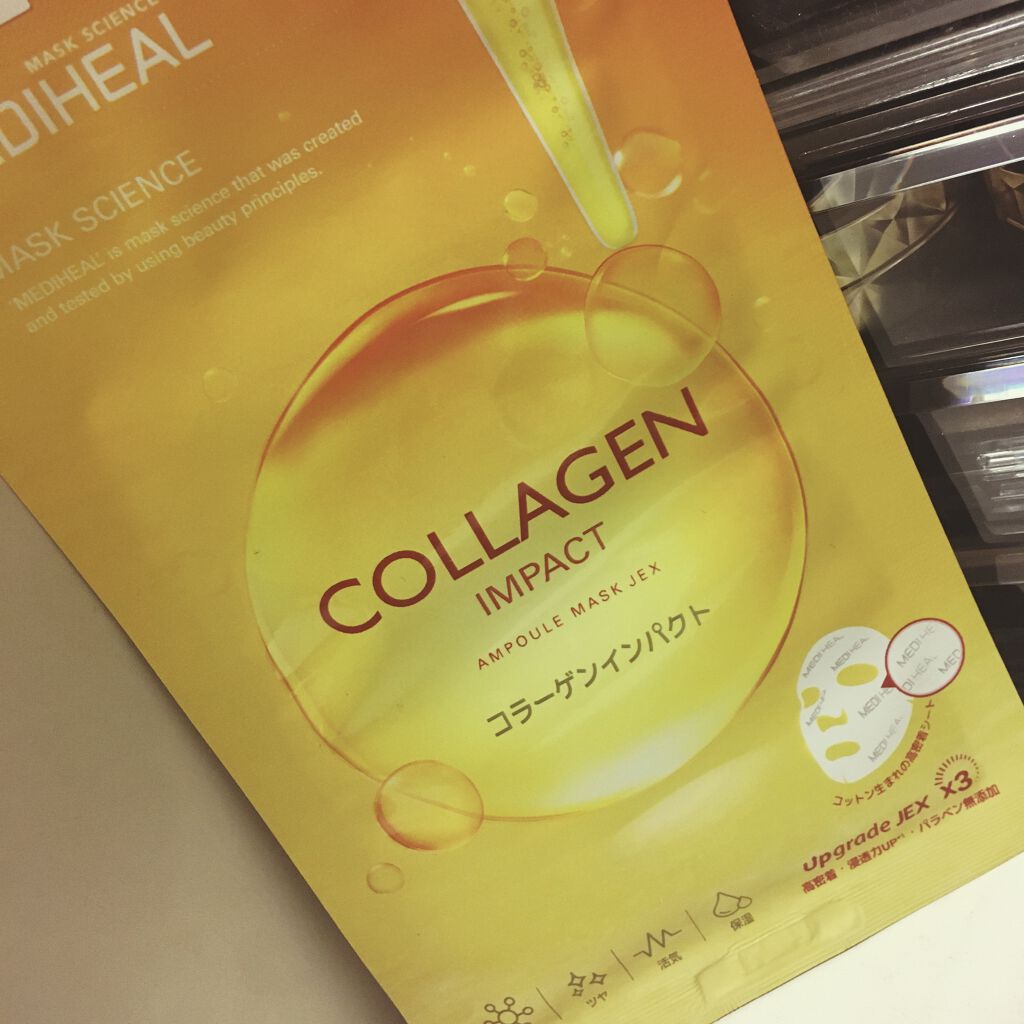 MASK SCIENCE
DIHEAL
MASK SCIENCE
'MEDIHEAL' is mask science that was created
and tested by using beauty principles.
COLLAGEN
IMPACT
AMPOULE MASK JEX
コラーゲンインパクト
MEDIHEAL
コットン生まれの高密着シート
Upgrade JEX x3
高密着・浸透力UP・パラベン無添加
保湿
活気
ツヤ